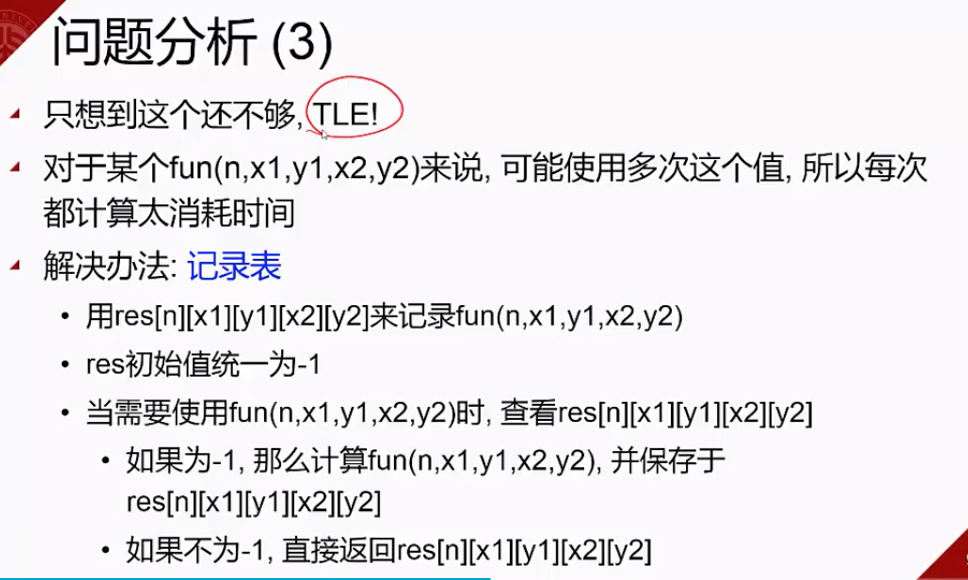 问题分析 (3)
只想到这个还不够, TLE!
对于某个fun(n,x1,y1,x2,y2)来说, 可能使用多次这个值, 所以每次
都计算太消耗时间
解决办法: 记录表
用res[n][x1][y1][x2][y2]来记录fun(n,x1,y1,x2,y2)
res初始值统一为-1
当需要使用fun(n,x1,y1,x2,y2)时, 查看res[n][x1][y1][x2][y2]
如果为-1, 那么计算fun(n,x1,y1,x2,y2), 并保存于
res[n][x1][y1][x2][y2]
如果不为-1, 直接返回res[n][x1][y1][x2][y2]